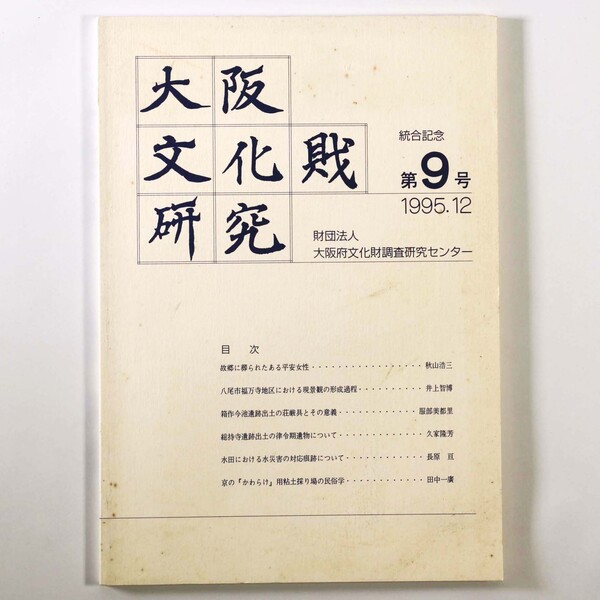 大阪
文化財
研究
統合記念
第9号
1995.12
財団法人
大阪府文化財調査研究センター
目 次
故郷に葬られたある平安女性・・・・・・・・・・・・・・・・・・秋山浩三
八尾市福万寺地区における現景観の形成過程・・・・・・・・・・井上智博
箱作今池遺跡出土の荘厳具とその意義・・・・・・・・・・・・服部美都里
総持寺遺跡出土の律令期遺物について・・・・・・・・・・・・・久家隆芳
水田における水災害の対応痕跡について・・・・・・・・・・・・長原 亘
京の『かわらけ』用粘土採り場の民俗学・・・・・・・・・・・・田中一廣